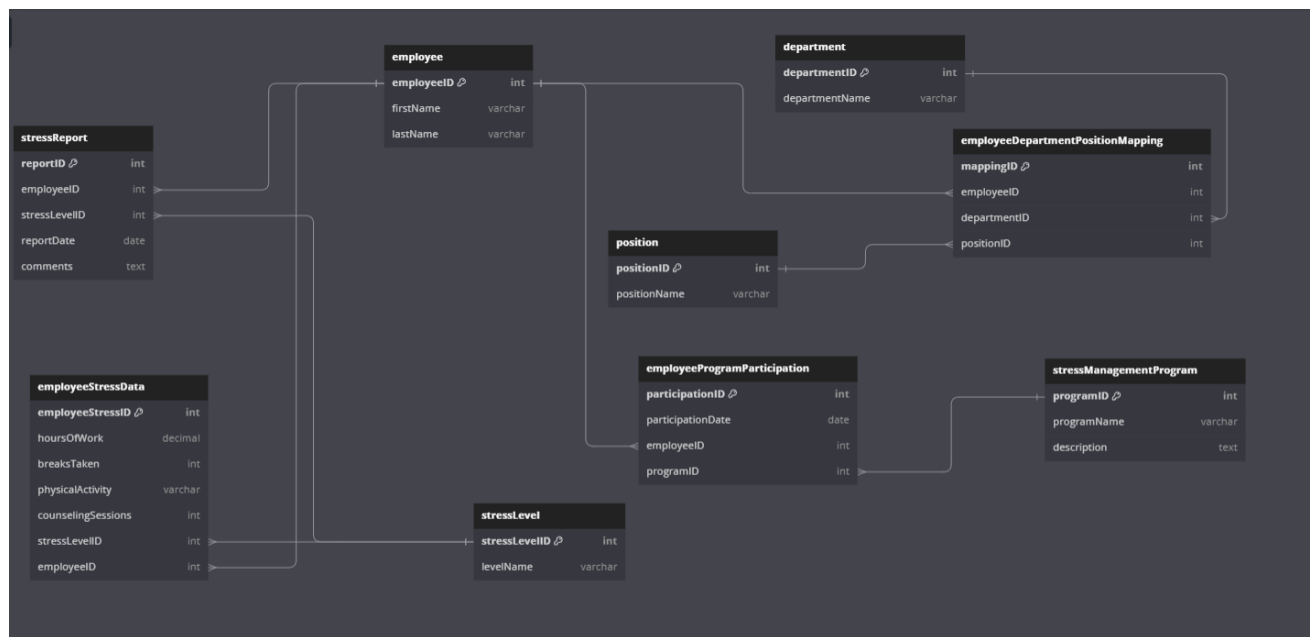 employee
employeeID int
firstName varchar
lastName varchar
department
departmentID int
departmentName varchar
stressReport
reportID int
employeeID int
stressLevelID int
reportDate date
comments text
employeeDepartmentPositionMapping
mappingID int
employeeID int
departmentID int
positionID int
position
positionID int
positionName varchar
employeeStressData
employeeStressID int
hoursOfWork decimal
breaksTaken int
physicalActivity varchar
counselingSessions int
stressLevelID int
employeeID int
employeeProgramParticipation
participationID int
participationDate date
employeeID int
programID int
stressManagementProgram
programID int
programName varchar
description text
stressLevel
stressLevelID int
levelName varchar